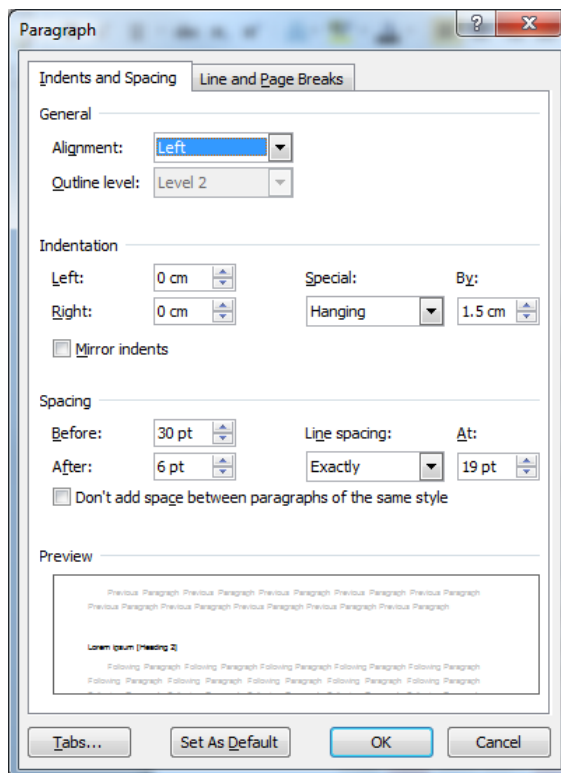 Paragraph
Indents and Spacing Line and Page Breaks
General
Alignment: Left
Outline level: Level 2
Indentation
Left: 0 cm Special: By:
Right: 0 cm Hanging 1.5 cm
Mirror indents
Spacing
Before: 30 pt Line spacing: At:
After: 6 pt Exactly 19 pt
Don't add space between paragraphs of the same style
Preview
Previous Paragraph Previous Paragraph Previous Paragraph Previous Paragraph Previous Paragraph
Previous Paragraph Previous Paragraph Previous Paragraph Previous Paragraph Previous Paragraph
Lorem Ipsum (Heading 2)
Following Paragraph Following Paragraph Following Paragraph Following Paragraph Following Paragraph
Following Paragraph Following Paragraph Following Paragraph Following Paragraph Following Paragraph
Tabs... Set As Default OK Cancel